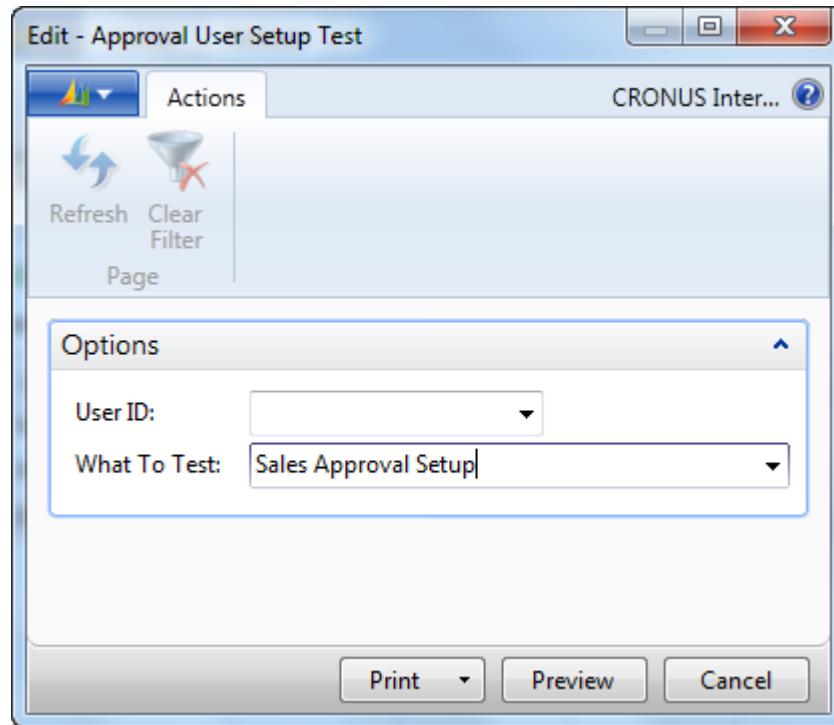 Edit - Approval User Setup Test
Actions
CRONUS Inter...
Refresh
Clear
Filter
Page
Options
User ID:
What To Test: Sales Approval Setup
Print
Preview
Cancel